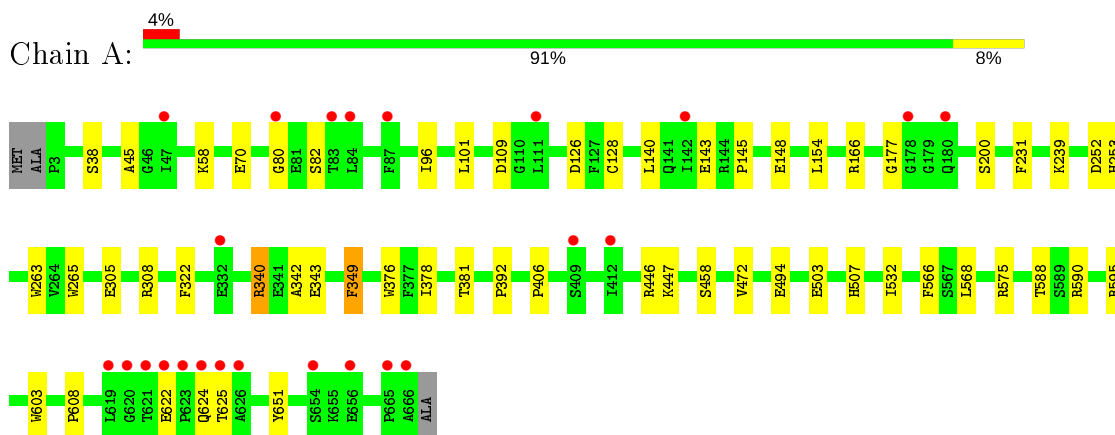 4%
Chain A:
91% 8%
MET ALA P3 S38 A45 G46 I47 K58 E70 G80 E81 S82 T83 L84 F87 I96 L101 D109 G110 L111 D126 F127 C128 L140 Q141 I142 E143 R144 P145 E148 L154 R166 G177 G178 G179 Q180 S200 F231 K239 D252
W263 V264 W265 E305 R308 F322 E332 R340 E341 A342 E343 F349 W376 F377 I378 T381 P392 P406 S409 I412 R446 K447 S458 V472 E494 E503 H507 I532 F566 S567 L568 R575 T588 S589 R590
W603 P608 L619 G620 T621 E622 P623 Q624 T625 A626 Y651 S654 K655 E656 P665 A666 ALA